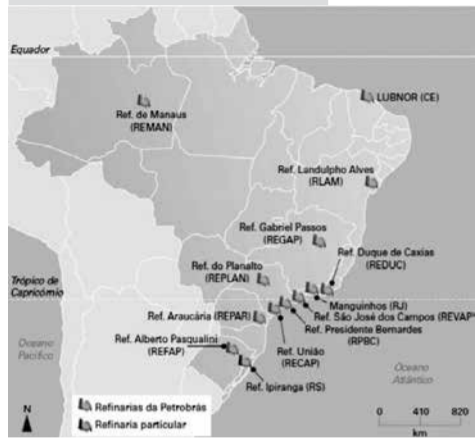 Equador
Ref. de Manaus
(REMAN)
LUBNOR (CE)
Ref. Landulpho Alves
(RLAM)
Ref. Gabriel Passos
(REGAP)
Ref. Duque de Caxias
(REDUC)
Ref. do Planalto
(REPLAN)
Trópico de
Capricórnio
Manguinhos (RJ)
Ref. São José dos Campos (REVAP)
Ref. Araucária (REPAR)
Ref. Presidente Bernardes
(RPBC)
Ref. Alberto Pasqualini
(REFAP)
Ref. União
(RECAP)
Oceano
Pacífico
Oceano
Atlântico
Ref. Ipiranga (RS)
N
Refinarias da Petrobrás
Refinaria particular
0 410 820
km